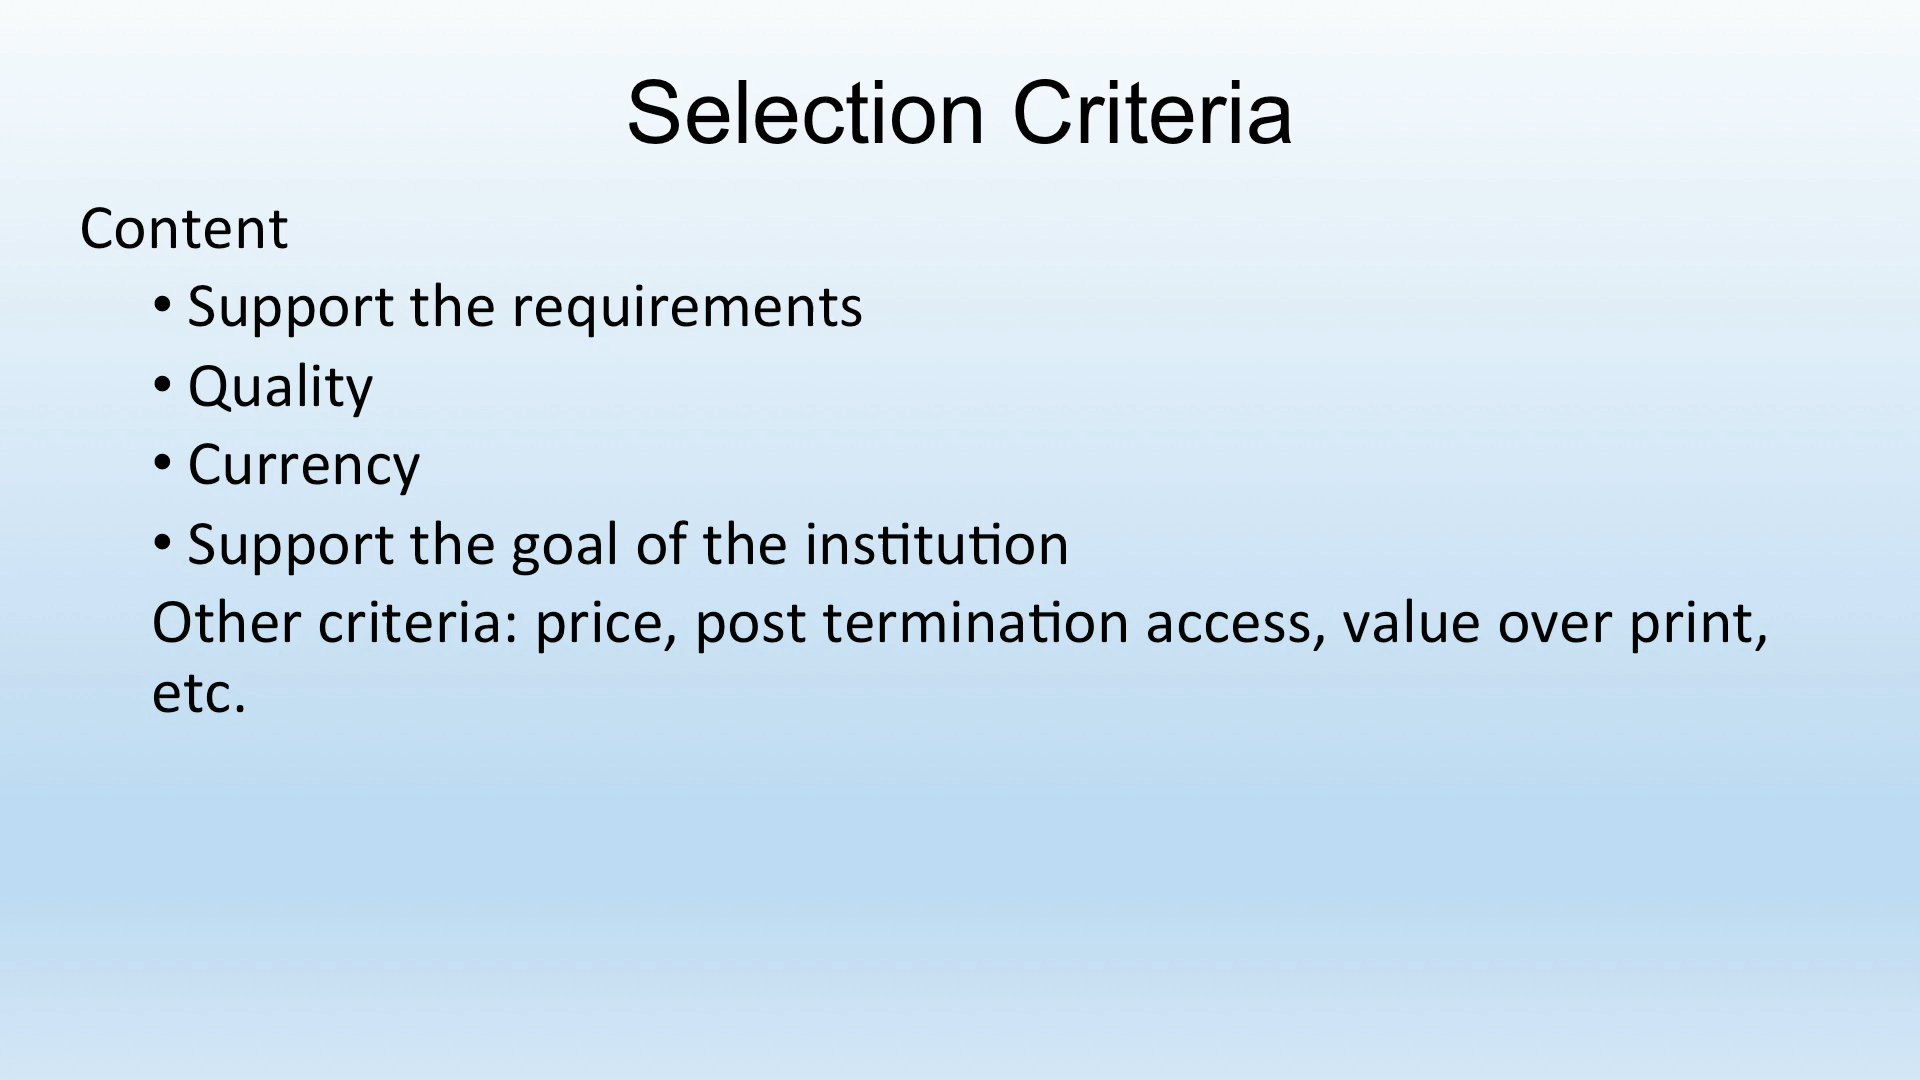 Selection Criteria
Content
• Support the requirements
• Quality
• Currency
• Support the goal of the institution
Other criteria: price, post termination access, value over print,
etc.